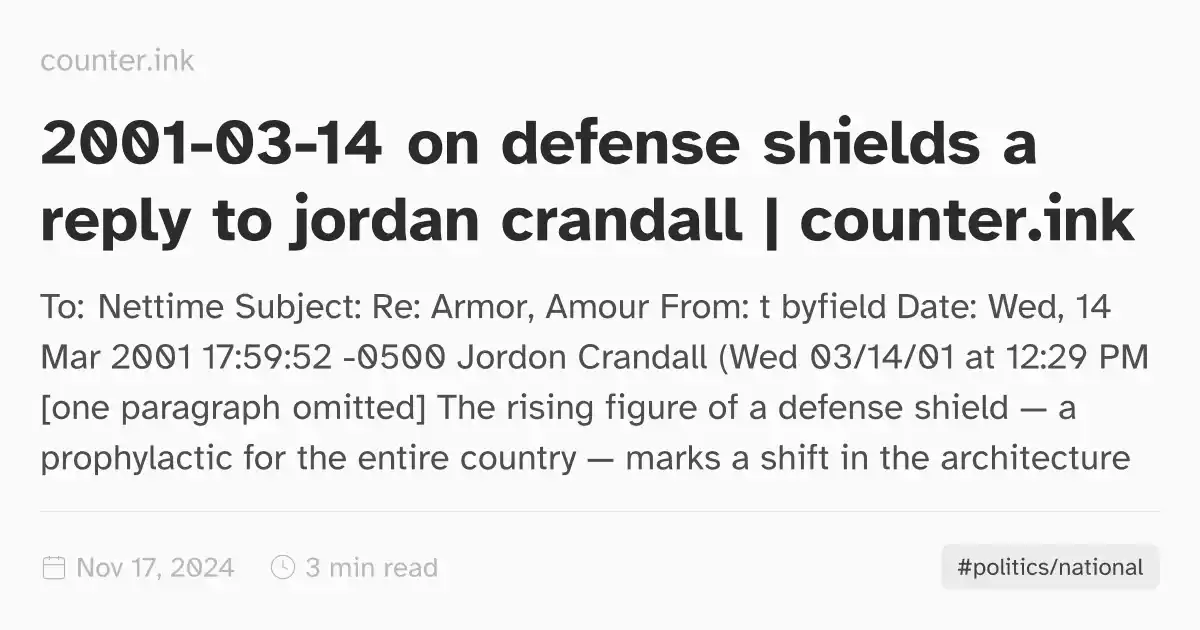 counter.ink
2001-03-14 on defense shields a
reply to jordan crandall | counter.ink
To: Nettime Subject: Re: Armor, Amour From: t byfield Date: Wed, 14
Mar 2001 17:59:52 -0500 Jordon Crandall (Wed 03/14/01 at 12:29 PM
[one paragraph omitted] The rising figure of a defense shield — a
prophylactic for the entire country — marks a shift in the architecture
Nov 17, 2024 3 min read #politics/national